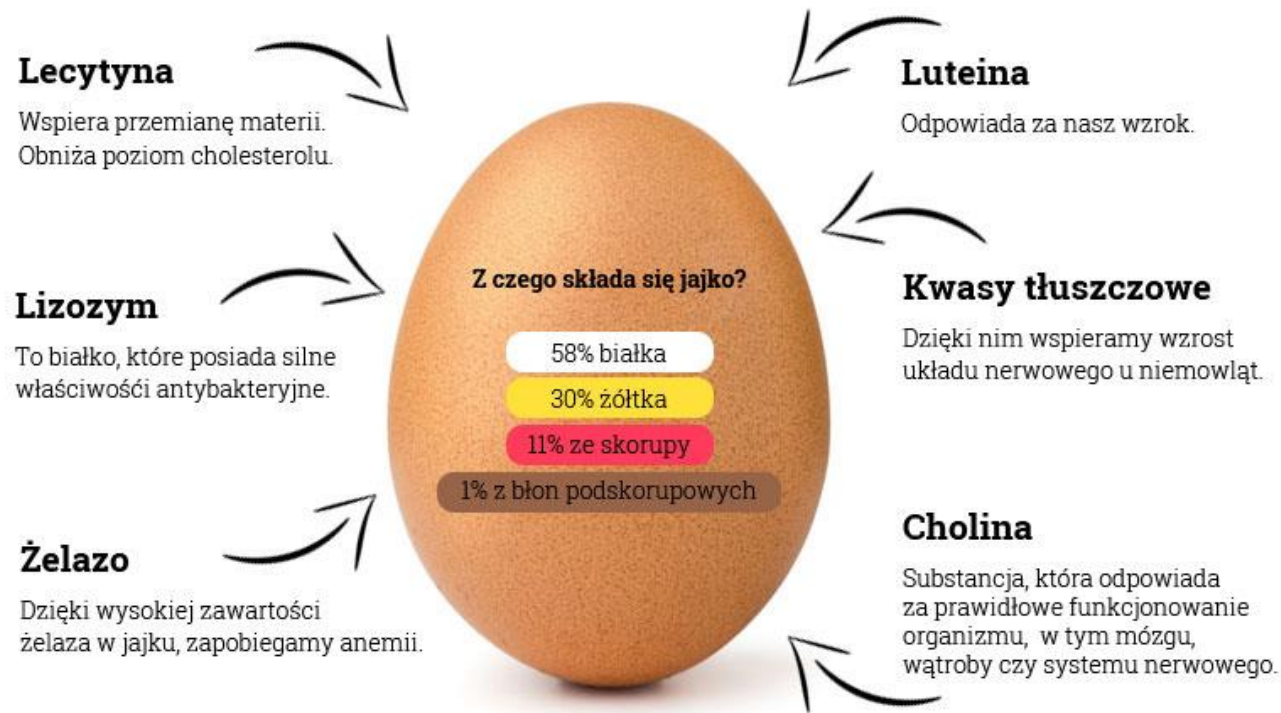 Lecytyna
Wspiera przemianę materii.
Obniża poziom cholesterolu.
Lizozym
To białko, które posiada silne
właściwośći antybakteryjne.
Żelazo
Dzięki wysokiej zawartości
żelaza w jajku, zapobiegamy anemii.
Z czego składa się jajko?
58% białka
30% żółtka
11% ze skorupy
1% z błon podskorupowych
Luteina
Odpowiada za nasz wzrok.
Kwasy tłuszczowe
Dzięki nim wspieramy wzrost
układu nerwowego u niemowląt.
Cholina
Substancja, która odpowiada
za prawidłowe funkcjonowanie
organizmu, w tym mózgu,
wątroby czy systemu nerwowego.